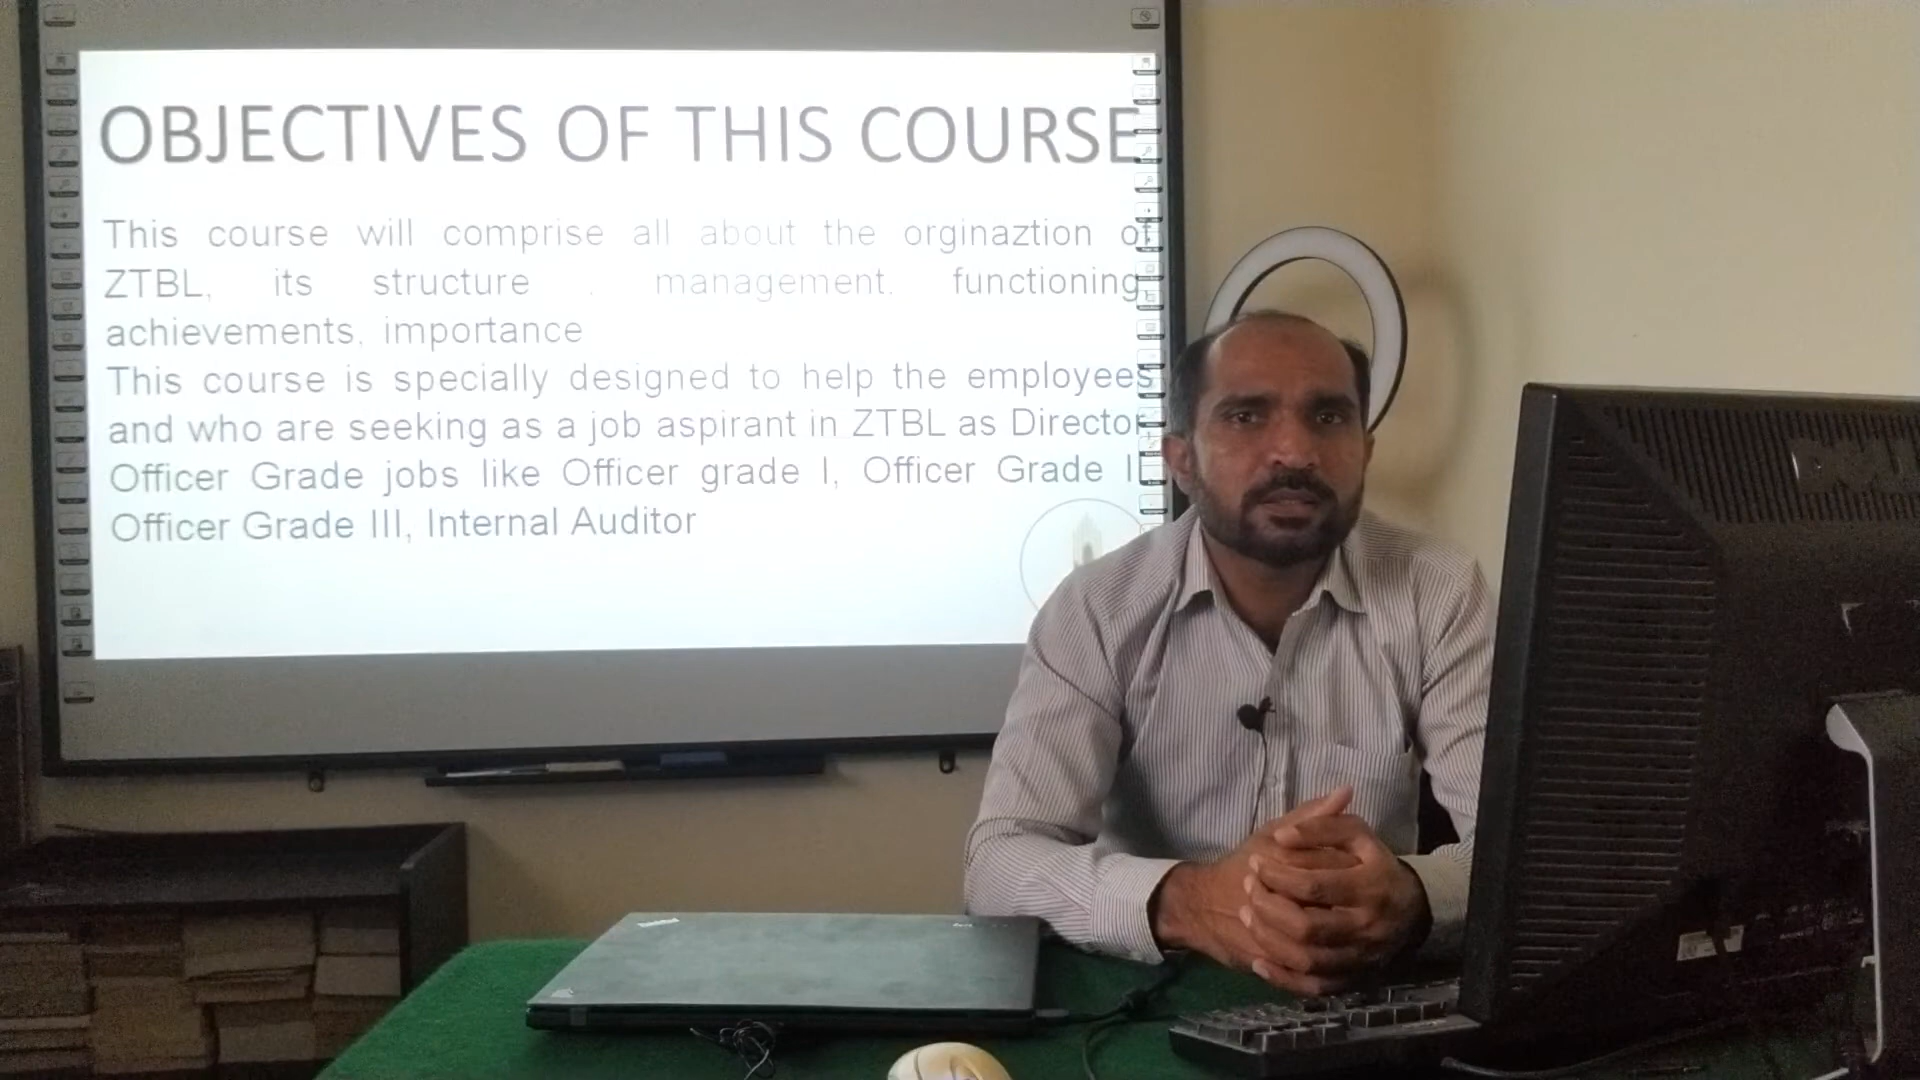 OBJECTIVES OF THIS COURSE
This course will comprise all about the orginaztion of
ZTBL, its structure . management. functioning,
achievements. importance
This course is specially designed to help the employees
and who are seeking as a job aspirant in ZTBL as Director
Officer Grade jobs like Officer grade I, Officer Grade II
Officer Grade III, Internal Auditor
DELL